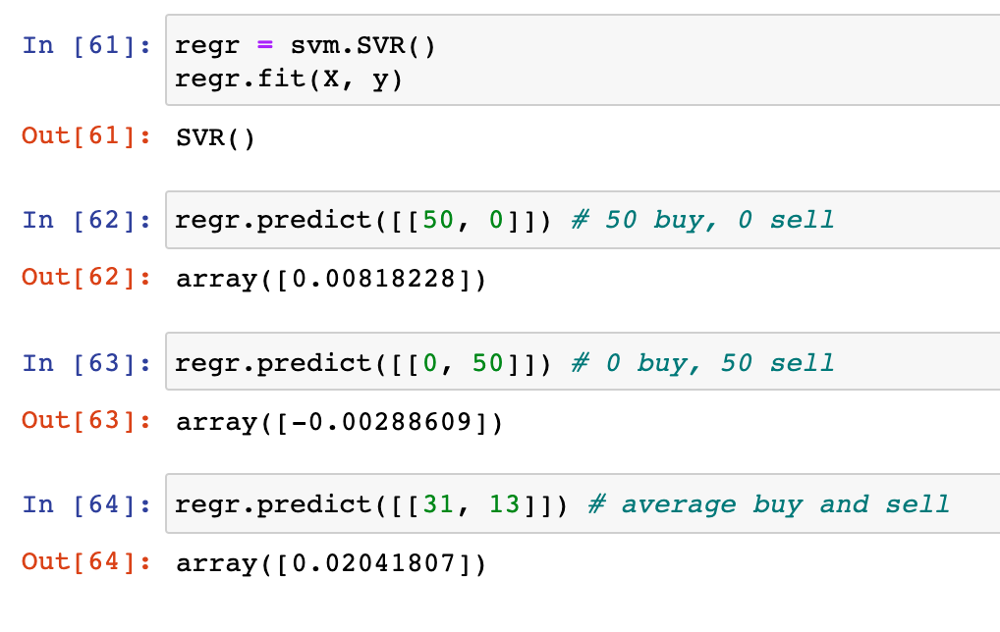 In [61]: regr = svm.SVR()
regr.fit(X, y)
Out[61]: SVR()
In [62]: regr.predict([[50, 0]]) # 50 buy, 0 sell
Out[62]: array([0.00818228])
In [63]: regr.predict([[0, 50]]) # 0 buy, 50 sell
Out[63]: array([-0.00288609])
In [64]: regr.predict([[31, 13]]) # average buy and sell
Out[64]: array([0.02041807])